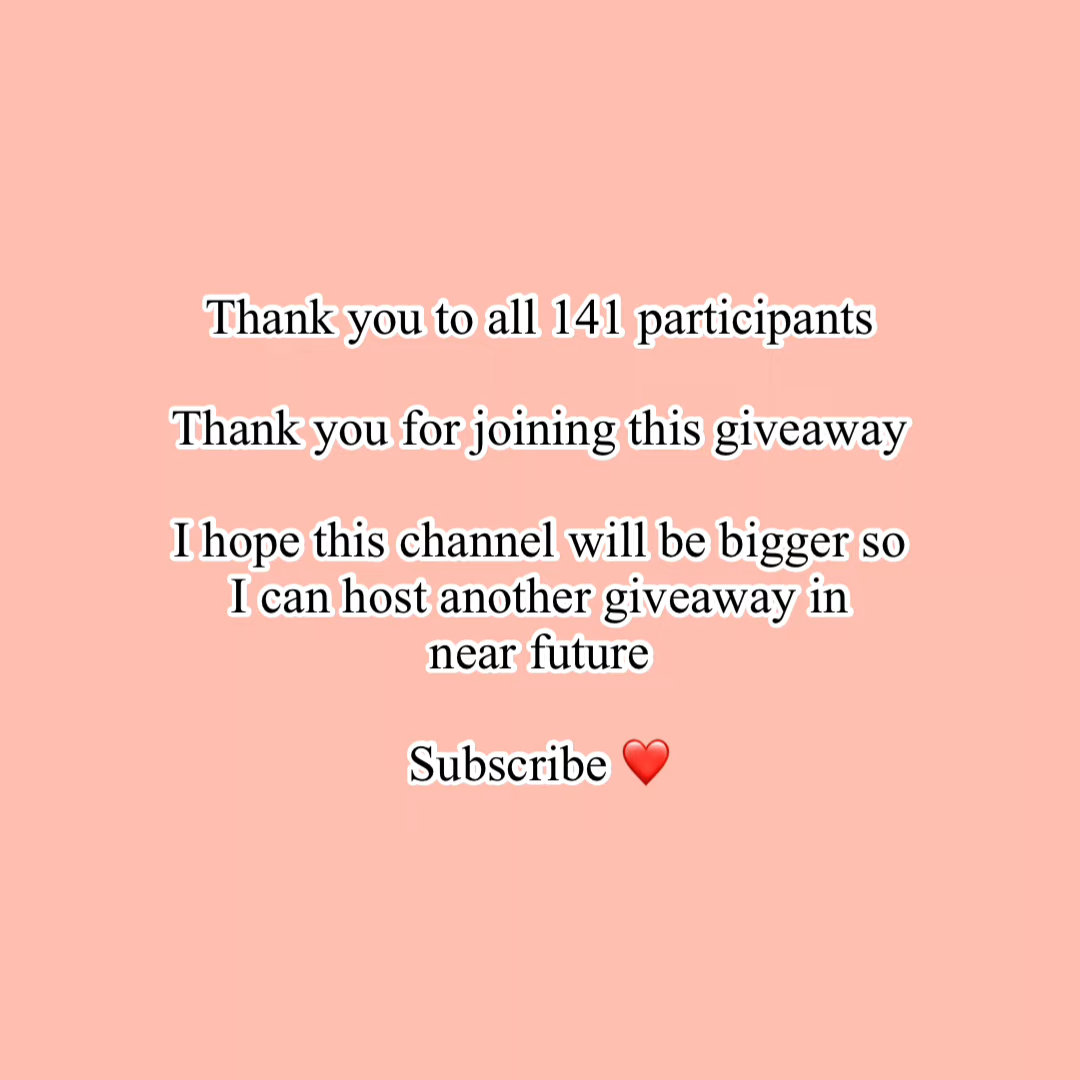 Thank you to all 141 participants
Thank you for joining this giveaway
I hope this channel will be bigger so
I can host another giveaway in
near future
Subscribe ❤️